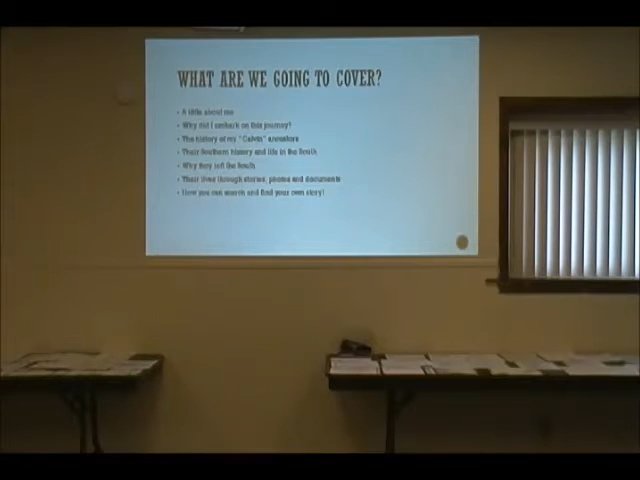 WHAT ARE WE GOING TO COVER?
A little about me
Why did I embark on this journey?
The history of my "Calvin" ancestors
Their Southern history and life in the South
Why they left the South
Their lives through stories, photos and documents
How you can search and find your own story!